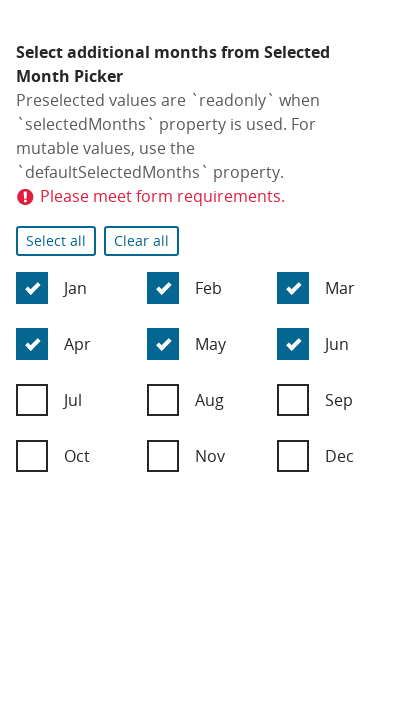 Select additional months from Selected
Month Picker
Preselected values are `readonly` when
`selectedMonths` property is used. For
mutable values, use the
`defaultSelectedMonths` property.
Please meet form requirements.
Select all Clear all
Jan Feb Mar
Apr May Jun
Jul Aug Sep
Oct Nov Dec